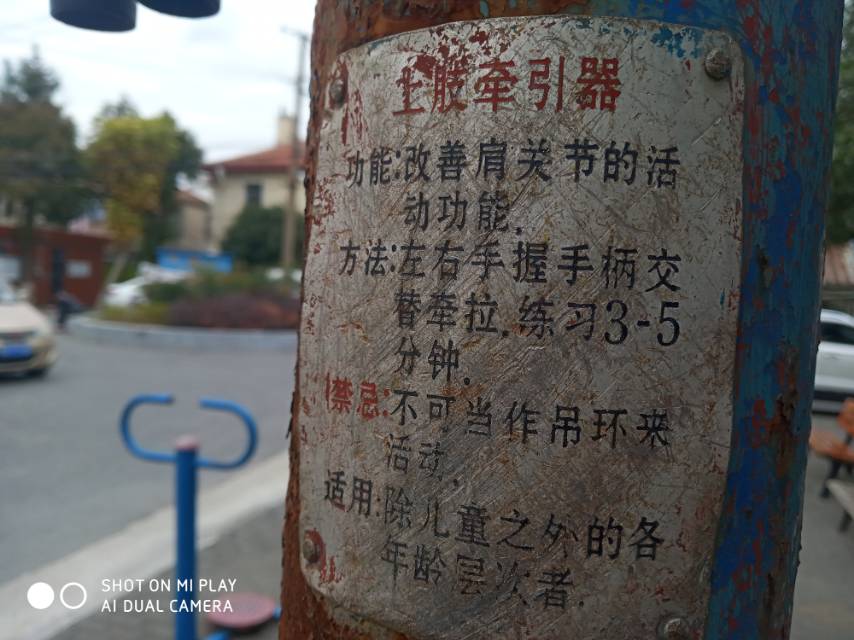 上肢牵引器
功能:改善肩关节的活
动功能.
方法:左右手握手柄交
替牵拉.练习3-5
分钟.
禁忌:不可当作吊环来
活动.
适用:除儿童之外的各
年龄层次者.
SHOT ON MI PLAY
AI DUAL CAMERA